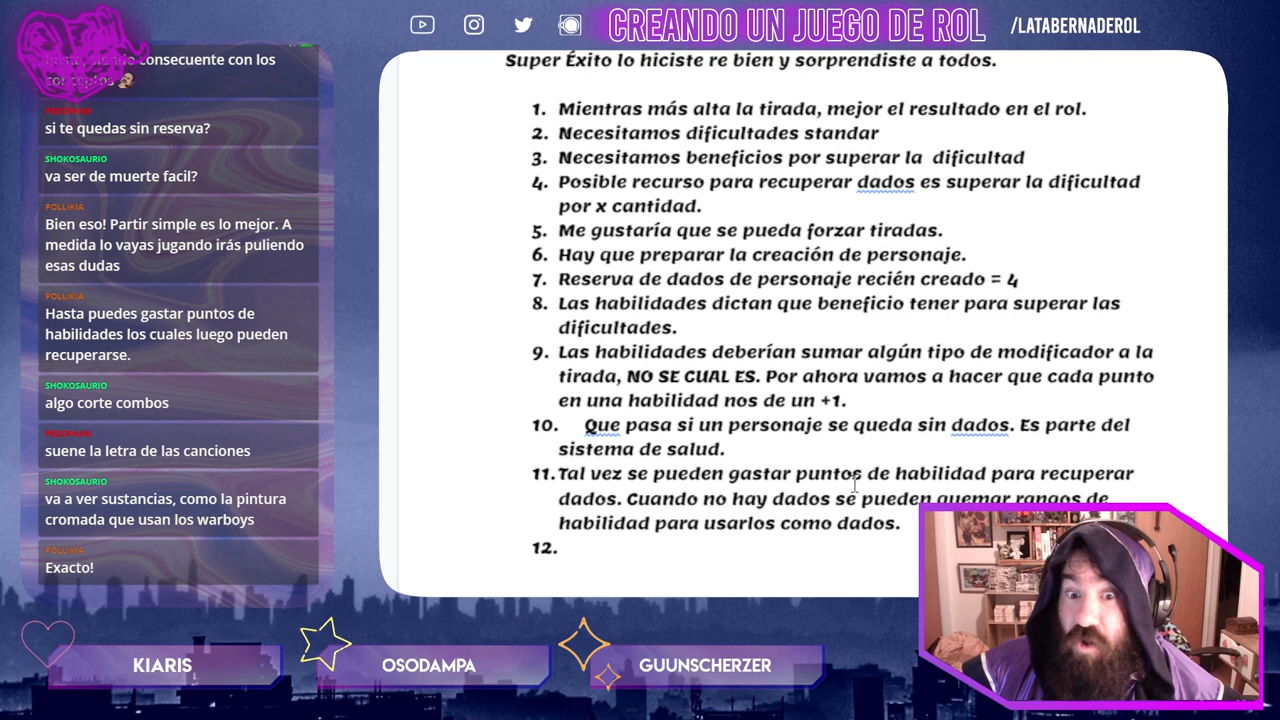 CREANDO UN JUEGO DE ROL
/LATABERNADEROL
consecuente con los
si te quedas sin reserva?
SHOKOSAURIO
va ser de muerte facil?
POLLIKIA
Bien eso! Partir simple es lo mejor. A
medida lo vayas jugando irás puliendo
esas dudas
POLLIKIA
Hasta puedes gastar puntos de
habilidades los cuales luego pueden
recuperarse.
SHOKOSAURIO
algo corte combos
suene la letra de las canciones
SHOKOSAURIO
va a ver sustancias, como la pintura
cromada que usan los warboys
POLLIKIA
Exacto!
Super Éxito lo hiciste re bien y sorprendiste a todos.
1. Mientras más alta la tirada, mejor el resultado en el rol.
2. Necesitamos dificultades standar
3. Necesitamos beneficios por superar la dificultad
4. Posible recurso para recuperar dados es superar la dificultad
por x cantidad.
5. Me gustaría que se pueda forzar tiradas.
6. Hay que preparar la creación de personaje.
7. Reserva de dados de personaje recién creado = 4
8. Las habilidades dictan que beneficio tener para superar las
dificultades.
9. Las habilidades deberían sumar algún tipo de modificador a la
tirada, NO SE CUAL ES. Por ahora vamos a hacer que cada punto
en una habilidad nos de un +1.
10. Que pasa si un personaje se queda sin dados. Es parte del
sistema de salud.
11. Tal vez se pueden gastar puntos de habilidad para recuperar
dados. Cuando no hay dados se pueden quemar rangos de
habilidad para usarlos como dados.
12.
KIARIS
OSODAMPA
GUUNSCHERZER